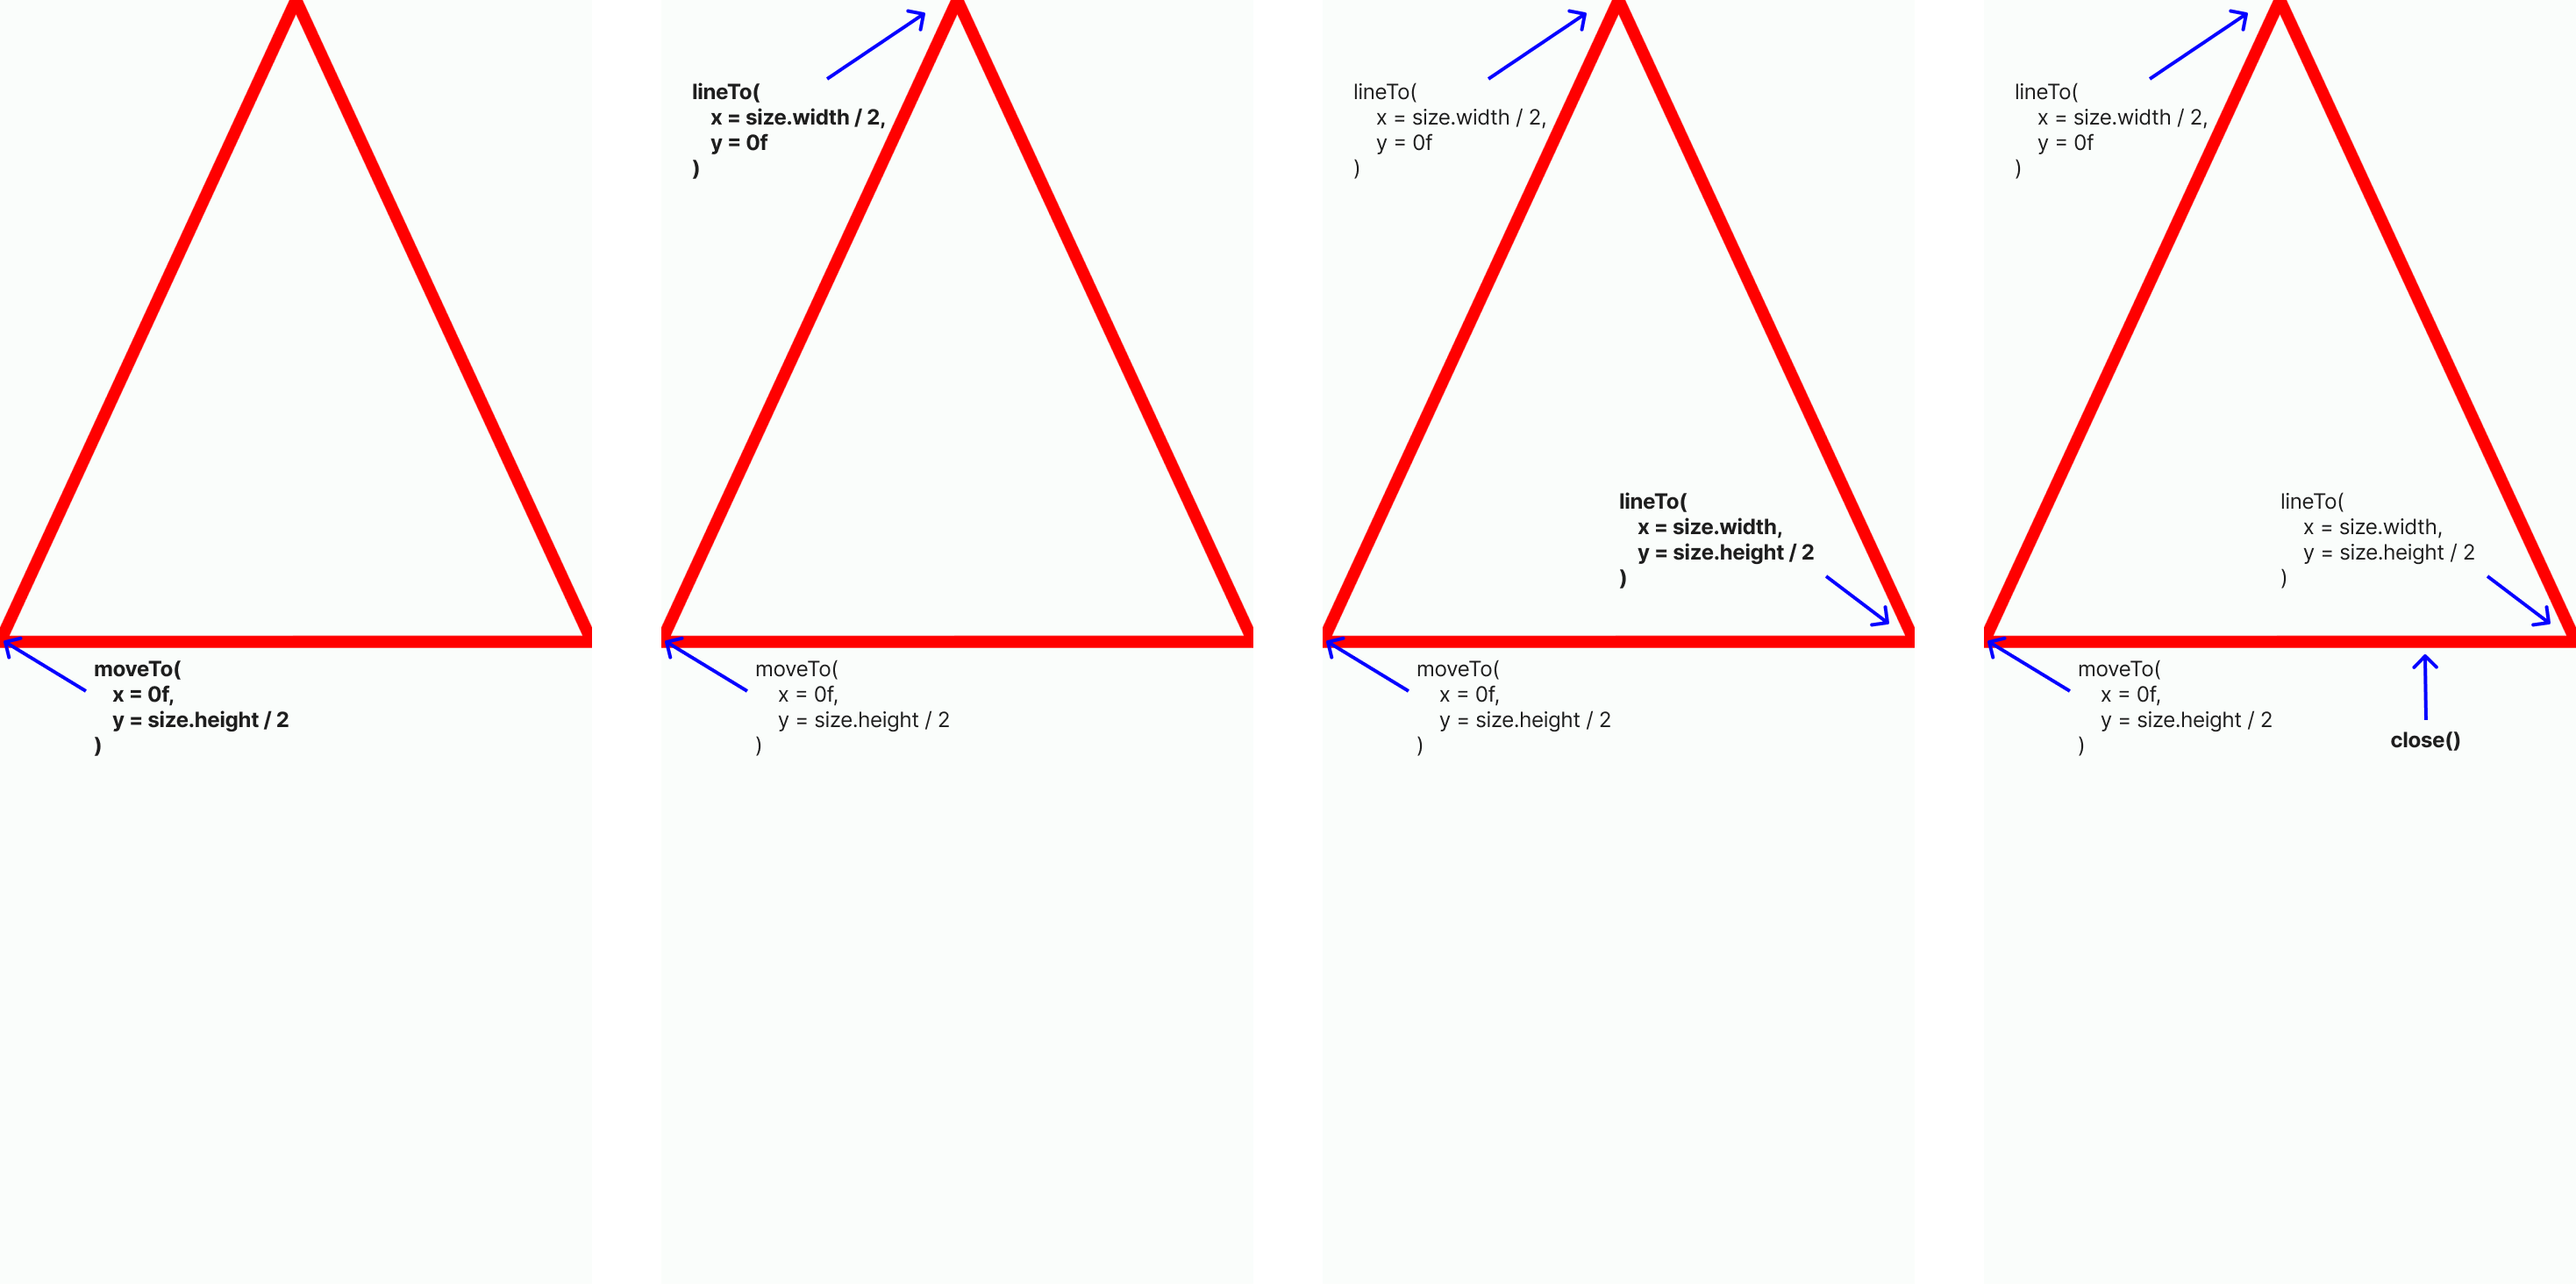 moveTo(
x = 0f,
y = size.height / 2
)
lineTo(
x = size.width / 2,
y = 0f
)
moveTo(
x = 0f,
y = size.height / 2
)
lineTo(
x = size.width / 2,
y = 0f
)
lineTo(
x = size.width,
y = size.height / 2
)
moveTo(
x = 0f,
y = size.height / 2
)
lineTo(
x = size.width / 2,
y = 0f
)
lineTo(
x = size.width,
y = size.height / 2
)
moveTo(
x = 0f,
y = size.height / 2
)
close()